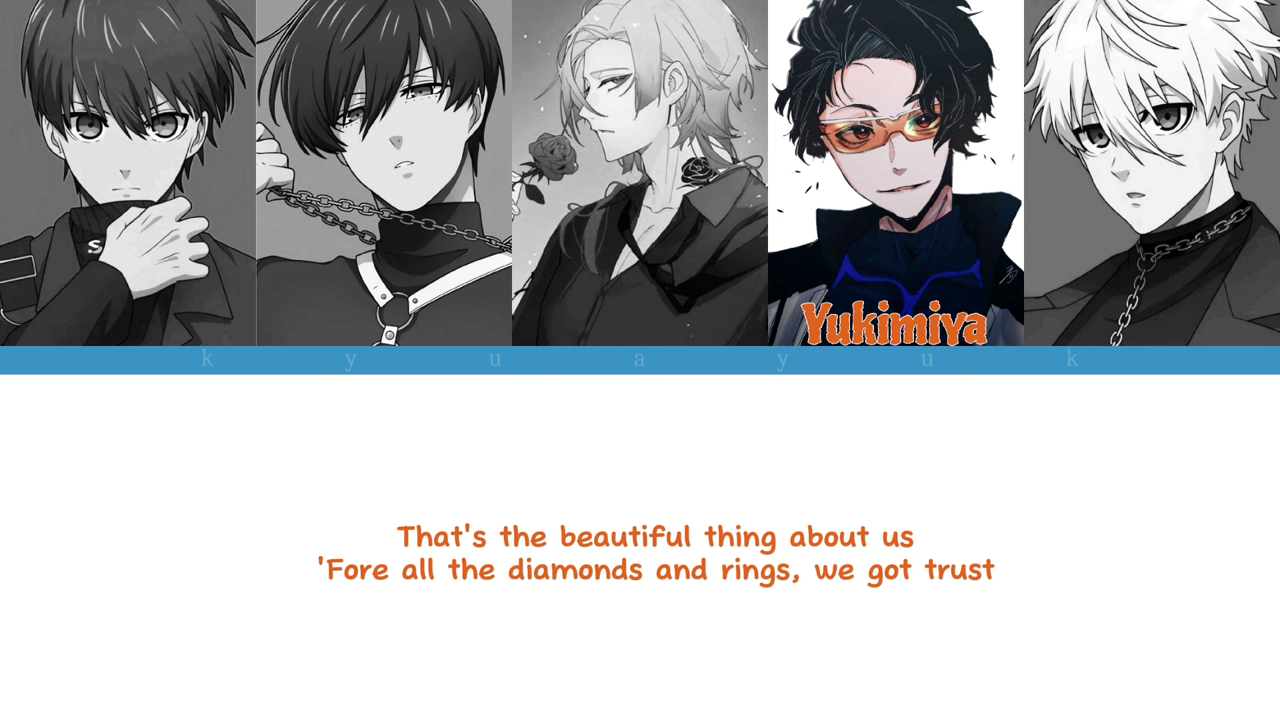 S
Yukimiya
k y u a y u k
That's the beautiful thing about us
'Fore all the diamonds and rings, we got trust